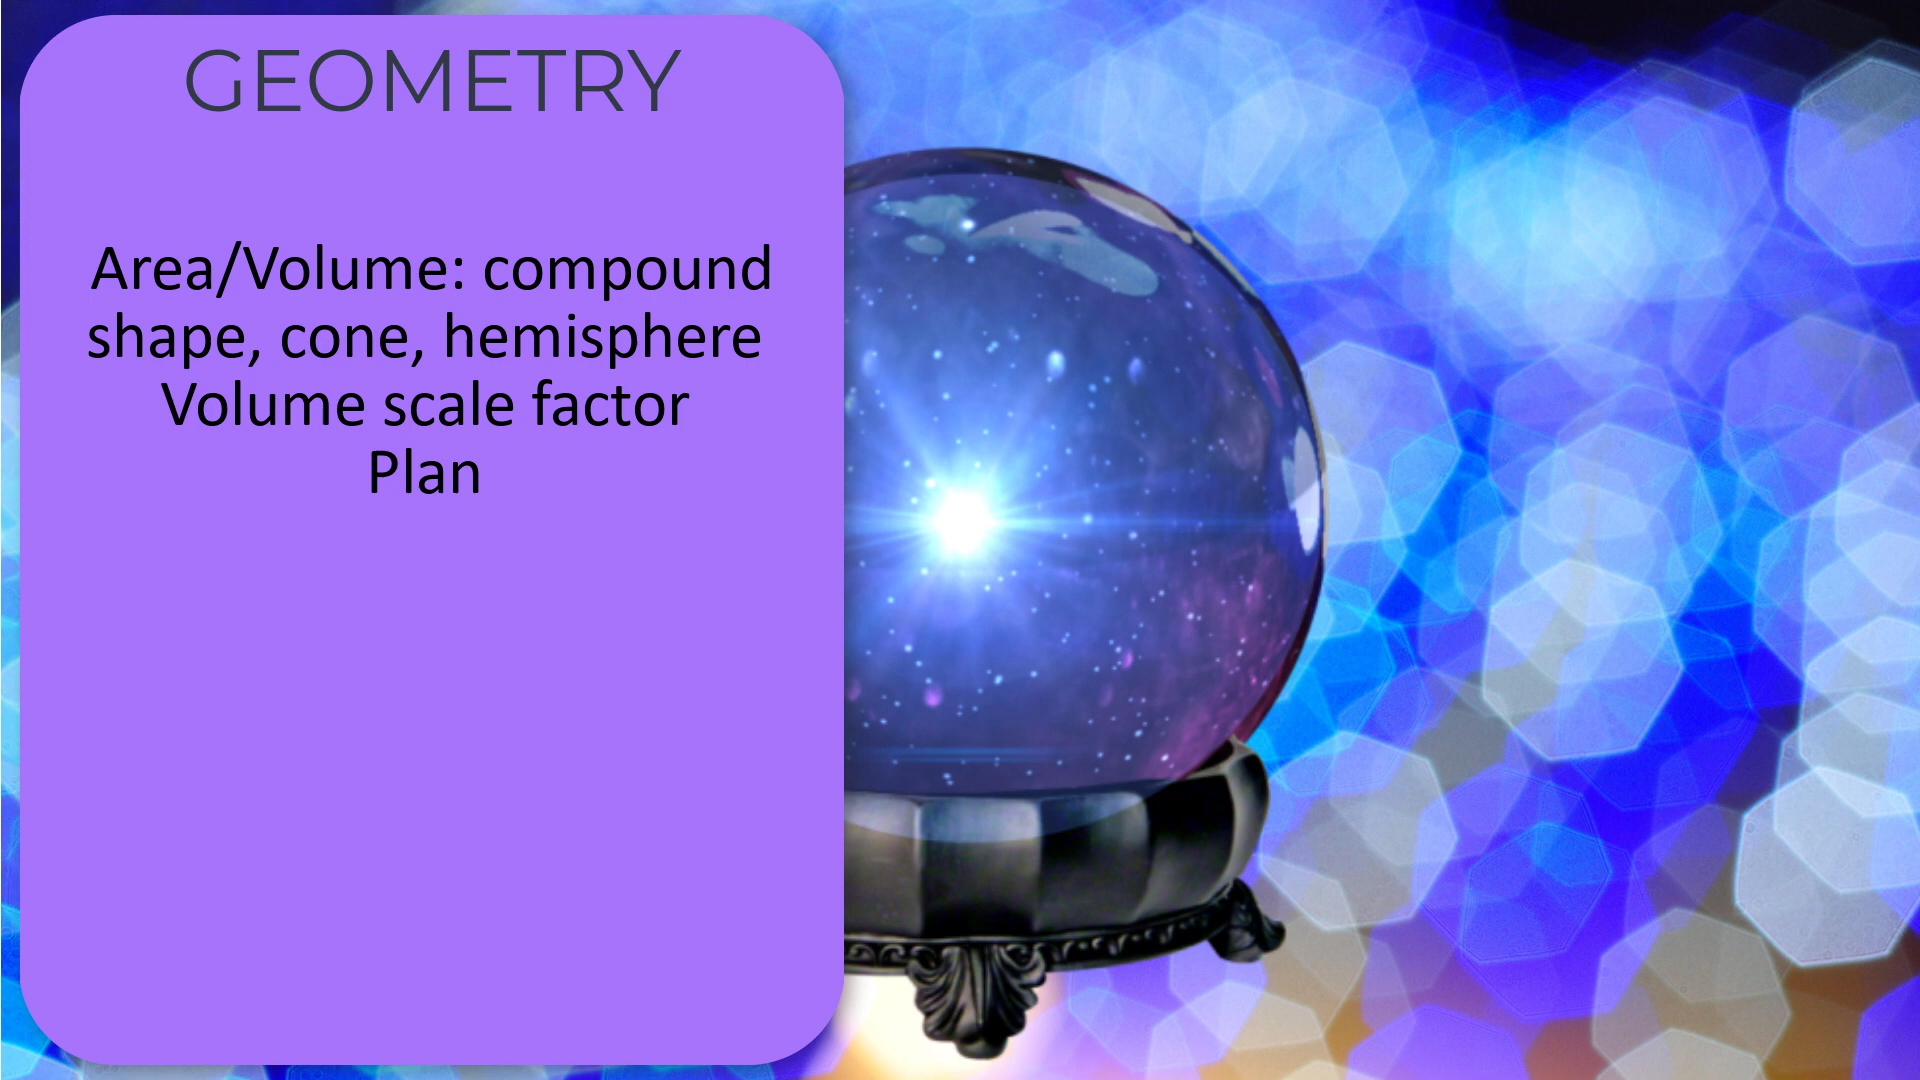 GEOMETRY
Area/Volume: compound
shape, cone, hemisphere
Volume scale factor
Plan